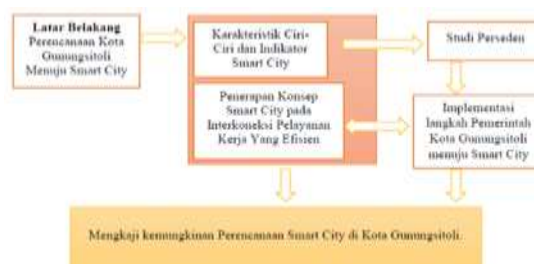 Latar Belakang
Perencanaan Kota
Gunungsitoli
Menuju Smart City
Karakteristik Ciri-
Ciri dan Indikator
Smart City
Studi Perseden
Penerapan Konsep
Smart City pada
Interkoneksi Pelayanan
Kerja Yang Efisien
Implementasi
langkah Pemerintah
Kota Gunungsitoli
menuju Smart City
Mengkaji kemungkinan Perencanaan Smart City di Kota Gunungsitoli.